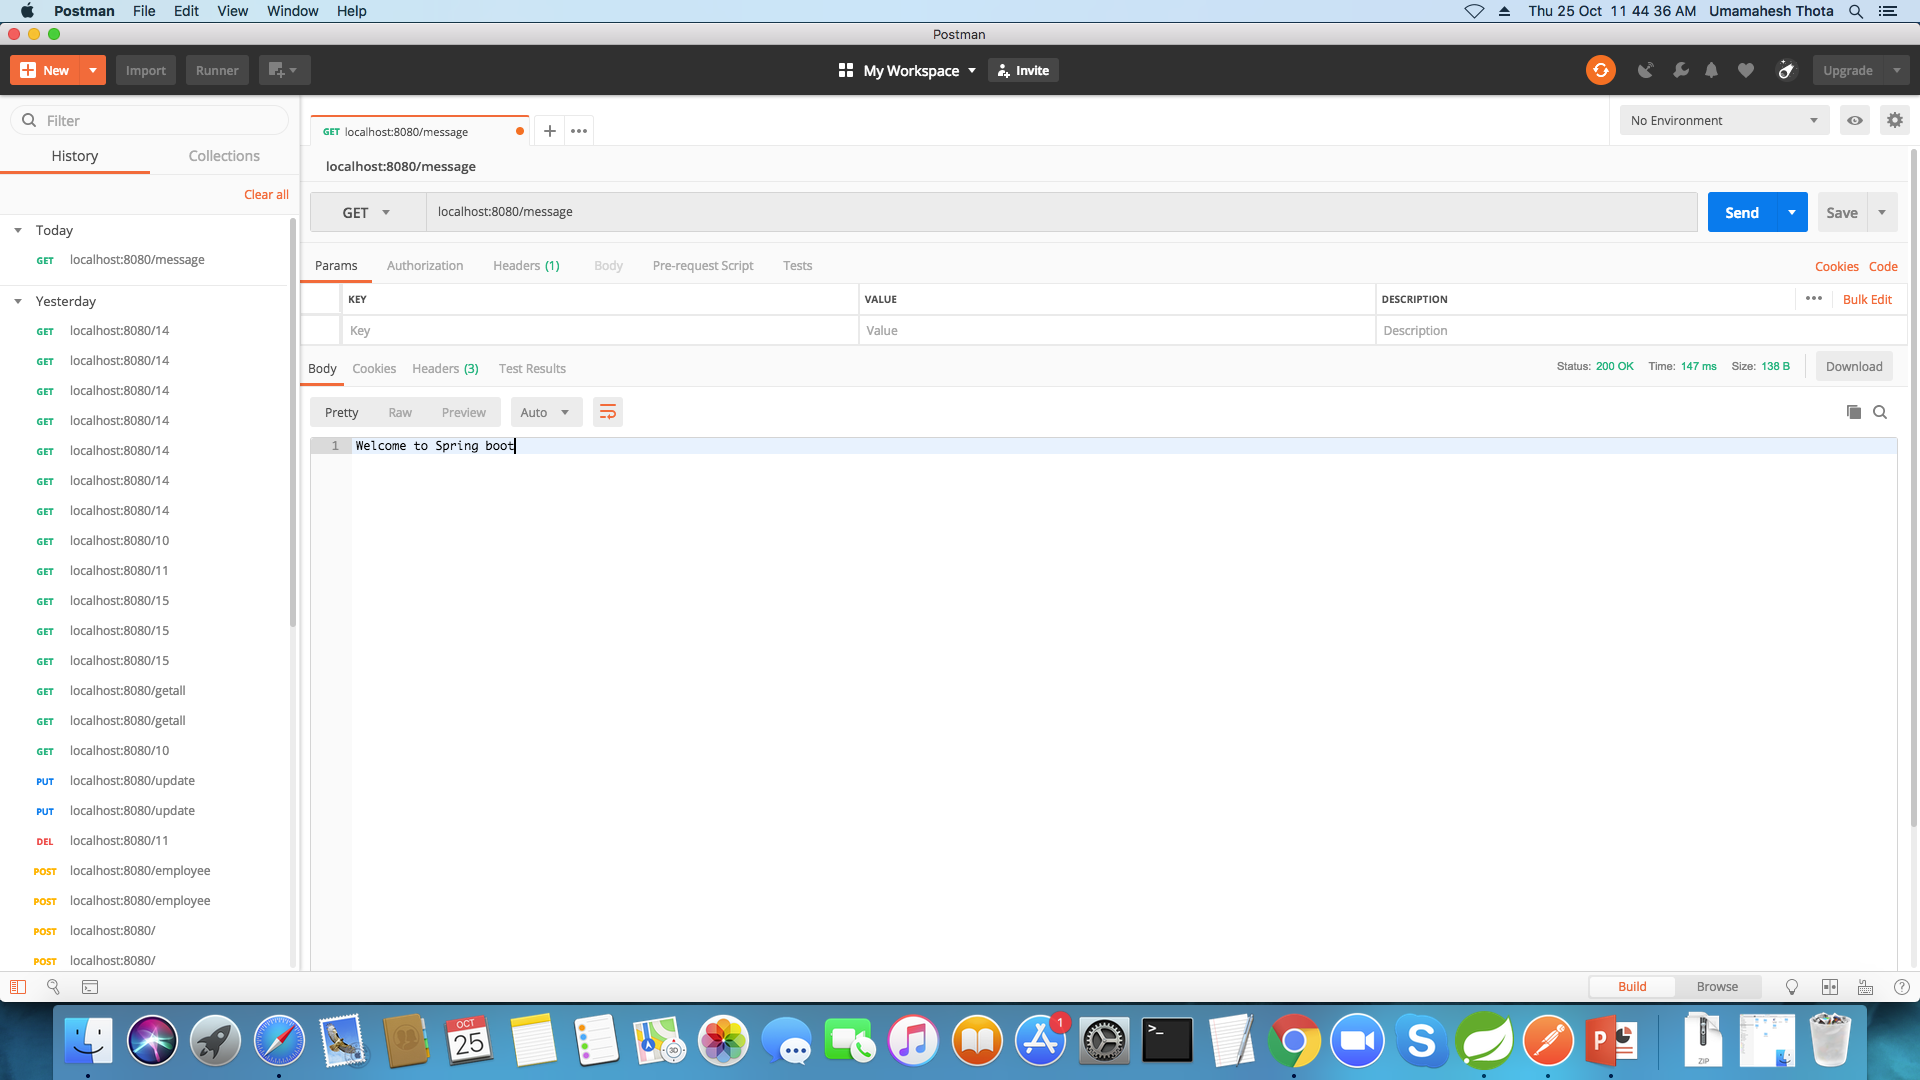 Postman File Edit View Window Help
Thu 25 Oct 11 44 36 AM Umamahesh Thota
Postman
New Import Runner
My Workspace Invite
Upgrade
Filter
History Collections
Clear all
Today
GET localhost:8080/message
Yesterday
GET localhost:8080/14
GET localhost:8080/14
GET localhost:8080/14
GET localhost:8080/14
GET localhost:8080/14
GET localhost:8080/14
GET localhost:8080/14
GET localhost:8080/10
GET localhost:8080/11
GET localhost:8080/15
GET localhost:8080/15
GET localhost:8080/15
GET localhost:8080/getall
GET localhost:8080/getall
GET localhost:8080/10
PUT localhost:8080/update
PUT localhost:8080/update
DEL localhost:8080/11
POST localhost:8080/employee
POST localhost:8080/employee
POST localhost:8080/
POST localhost:8080/
GET localhost:8080/message
No Environment
localhost:8080/message
GET localhost:8080/message
Send Save
Params Authorization Headers (1) Body Pre-request Script Tests
Cookies Code
KEY VALUE DESCRIPTION
Bulk Edit
Key Value Description
Body Cookies Headers (3) Test Results
Status: 200 OK Time: 147 ms Size: 138 B
Download
Pretty Raw Preview Auto
1 Welcome to Spring boot
Build Browse
OCT
25
3D
1
>_
S
P
ZIP